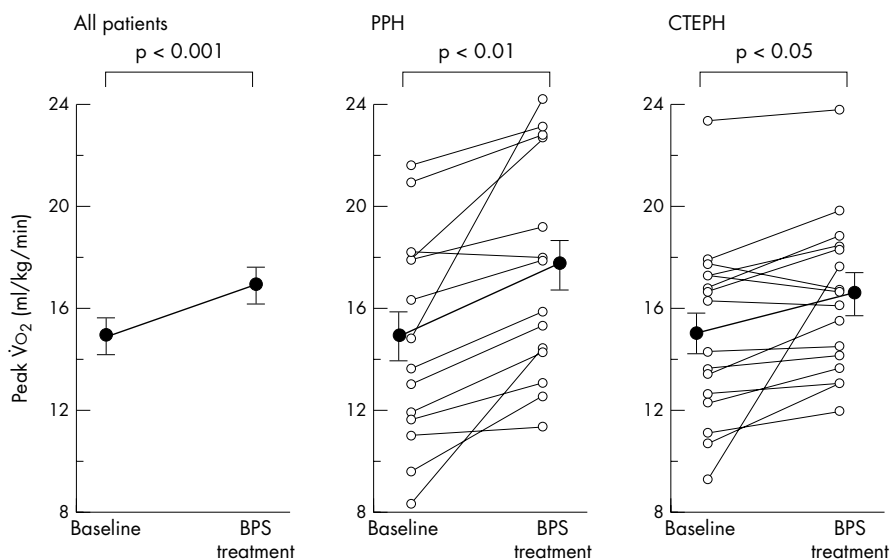 All patients
p < 0.001
PPH
p < 0.01
CTEPH
p < 0.05
Peak V̇O₂ (ml/kg/min)
24
20
16
12
8
Baseline
BPS
treatment
24
20
16
12
8
Baseline
BPS
treatment
24
20
16
12
8
Baseline
BPS
treatment